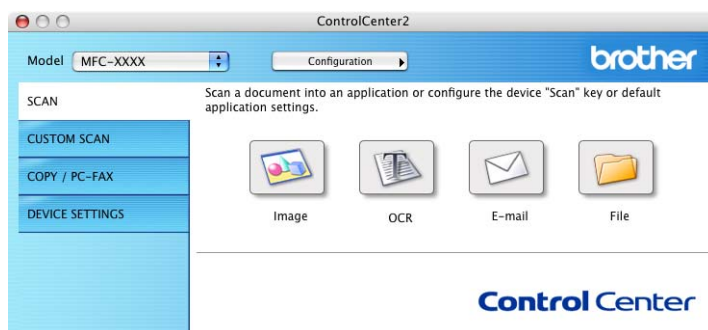 ControlCenter2
Model MFC-XXXX Configuration brother
SCAN
CUSTOM SCAN
COPY / PC-FAX
DEVICE SETTINGS
Scan a document into an application or configure the device "Scan" key or default
application settings.
Image OCR E-mail File
Control Center